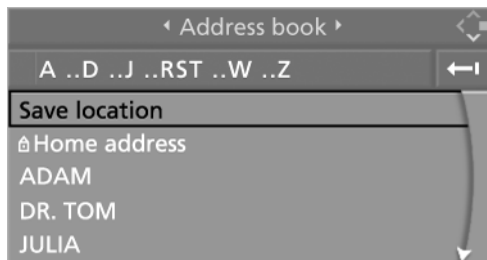 Address book
A ..D ..J ..RST ..W ..Z
Save location
Home address
ADAM
DR. TOM
JULIA